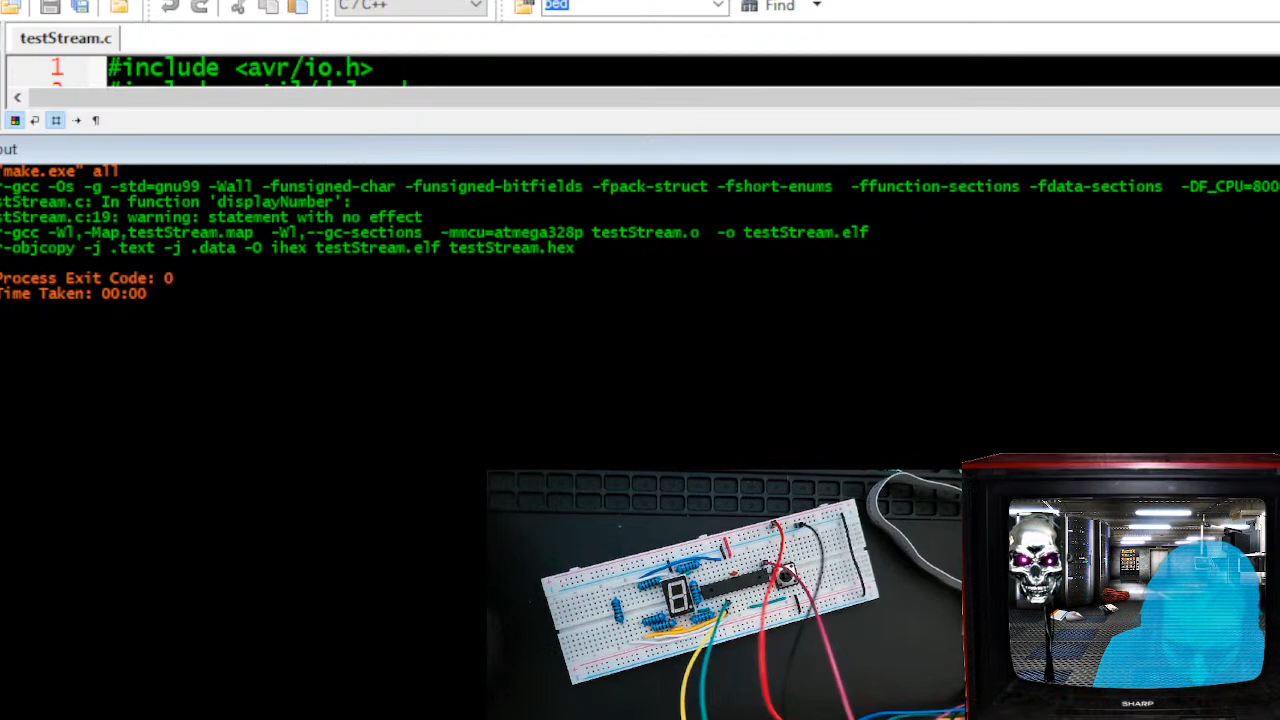 C/C++ Find
testStream.c
1 #include <avr/io.h>
"make.exe" all
r-gcc -Os -g -std=gnu99 -Wall -funsigned-char -funsigned-bitfields -fpack-struct -fshort-enums -ffunction-sections -fdata-sections -DF_CPU=800
stStream.c: In function 'displayNumber':
stStream.c:19: warning: statement with no effect
r-gcc -Wl,-Map,testStream.map -Wl,--gc-sections -mmcu=atmega328p testStream.o -o testStream.elf
r-objcopy -j .text -j .data -O ihex testStream.elf testStream.hex
Process Exit Code: 0
Time Taken: 00:00
SHARP